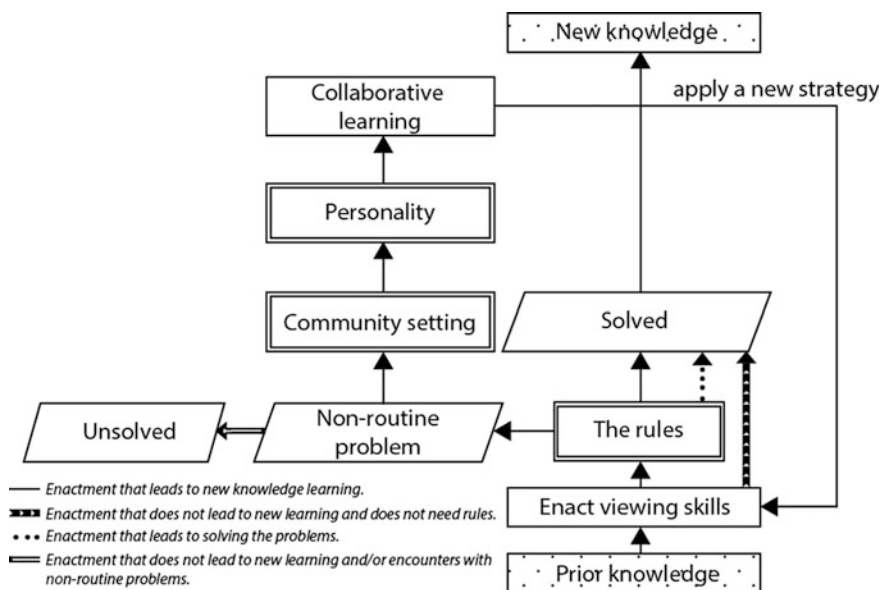 New knowledge
Collaborative
learning
apply a new strategy
Personality
Community setting
Solved
Unsolved
Non-routine
problem
The rules
Enact viewing skills
Prior knowledge
Enactment that leads to new knowledge learning.
Enactment that does not lead to new learning and does not need rules.
Enactment that leads to solving the problems.
Enactment that does not lead to new learning and/or encounters with
non-routine problems.